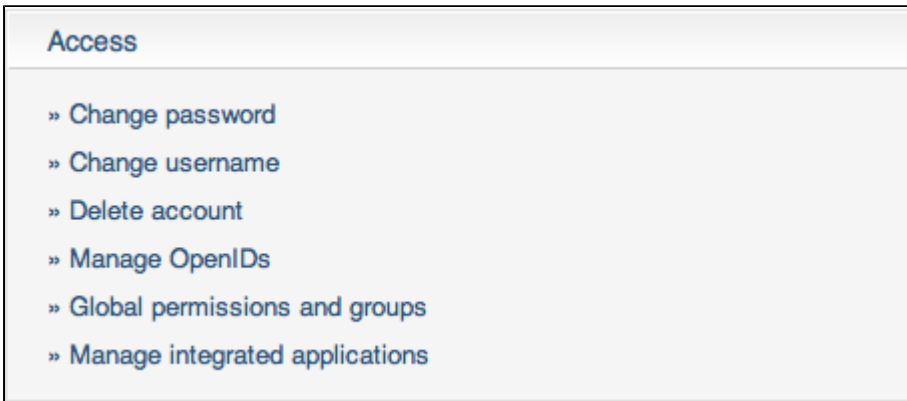 Access
» Change password
» Change username
» Delete account
» Manage OpenIDs
» Global permissions and groups
» Manage integrated applications